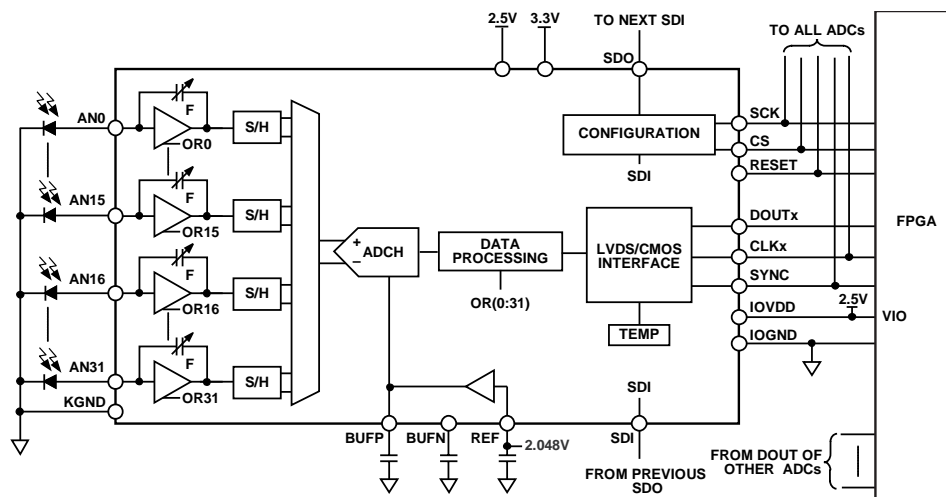 2.5V
3.3V
TO NEXT SDI
SDO
TO ALL ADCs
AN0
F
OR0
S/H
CONFIGURATION
SDI
SCK
CS
RESET
AN15
F
OR15
S/H
ADCH
+
–
DATA
PROCESSING
OR(0:31)
LVDS/CMOS
INTERFACE
TEMP
DOUTx
CLKx
SYNC
IOVDD
IOGND
2.5V
VIO
FPGA
AN16
F
OR16
S/H
AN31
F
OR31
S/H
KGND
BUFP
BUFN
REF
2.048V
SDI
SDI
FROM PREVIOUS
SDO
FROM DOUT OF
OTHER ADCs